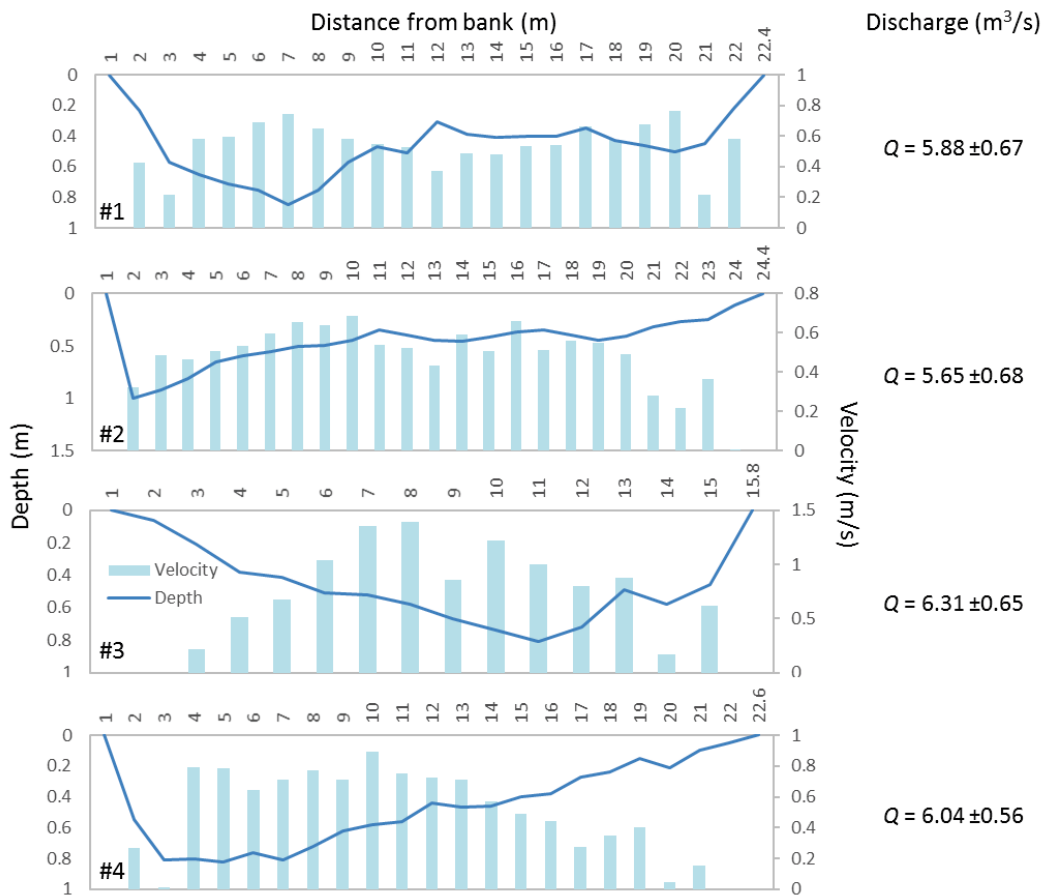 Distance from bank (m)
Discharge (m³/s)
1 2 3 4 5 6 7 8 9 10 11 12 13 14 15 16 17 18 19 20 21 22 22.4
0 0.2 0.4 0.6 0.8 1
#1
1 0.8 0.6 0.4 0.2 0
Q = 5.88 ±0.67
1 2 3 4 5 6 7 8 9 10 11 12 13 14 15 16 17 18 19 20 21 22 23 24 24.4
0 0.5 1 1.5
#2
0.8 0.6 0.4 0.2 0
Q = 5.65 ±0.68
Depth (m)
Velocity (m/s)
1 2 3 4 5 6 7 8 9 10 11 12 13 14 15 15.8
0 0.2 0.4 0.6 0.8 1
Velocity
Depth
#3
1.5 1 0.5 0
Q = 6.31 ±0.65
1 2 3 4 5 6 7 8 9 10 11 12 13 14 15 16 17 18 19 20 21 22 22.6
0 0.2 0.4 0.6 0.8 1
#4
1 0.8 0.6 0.4 0.2 0
Q = 6.04 ±0.56